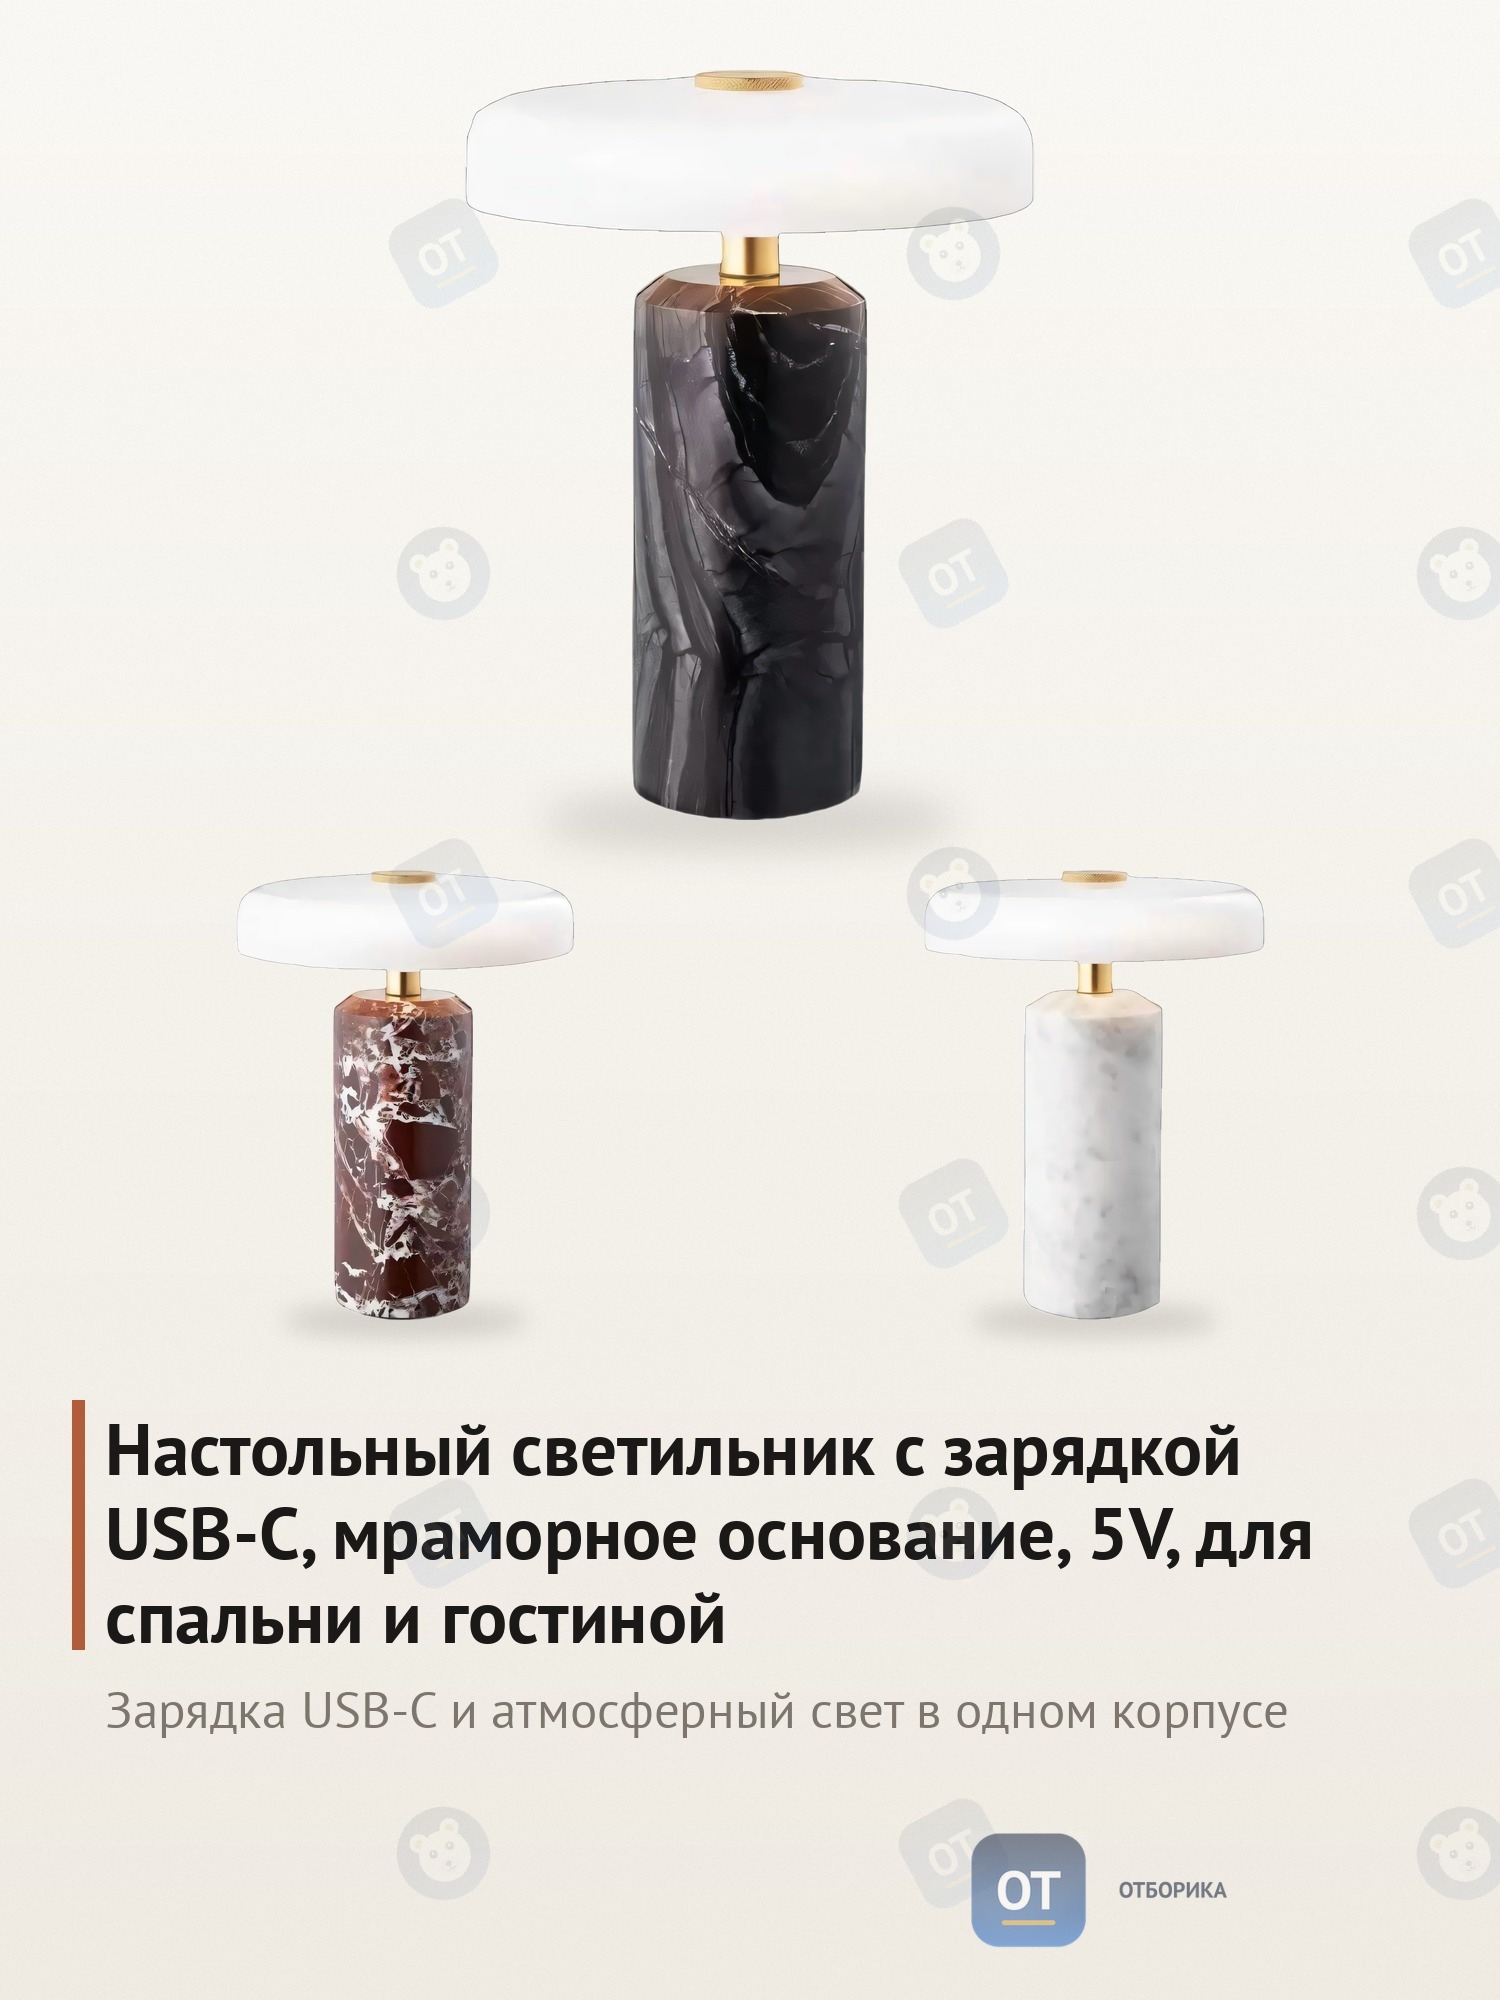 Настольный светильник с зарядкой
USB-C, мраморное основание, 5V, для
спальни и гостиной
Зарядка USB-C и атмосферный свет в одном корпусе
ОТ
ОТБОРИКА